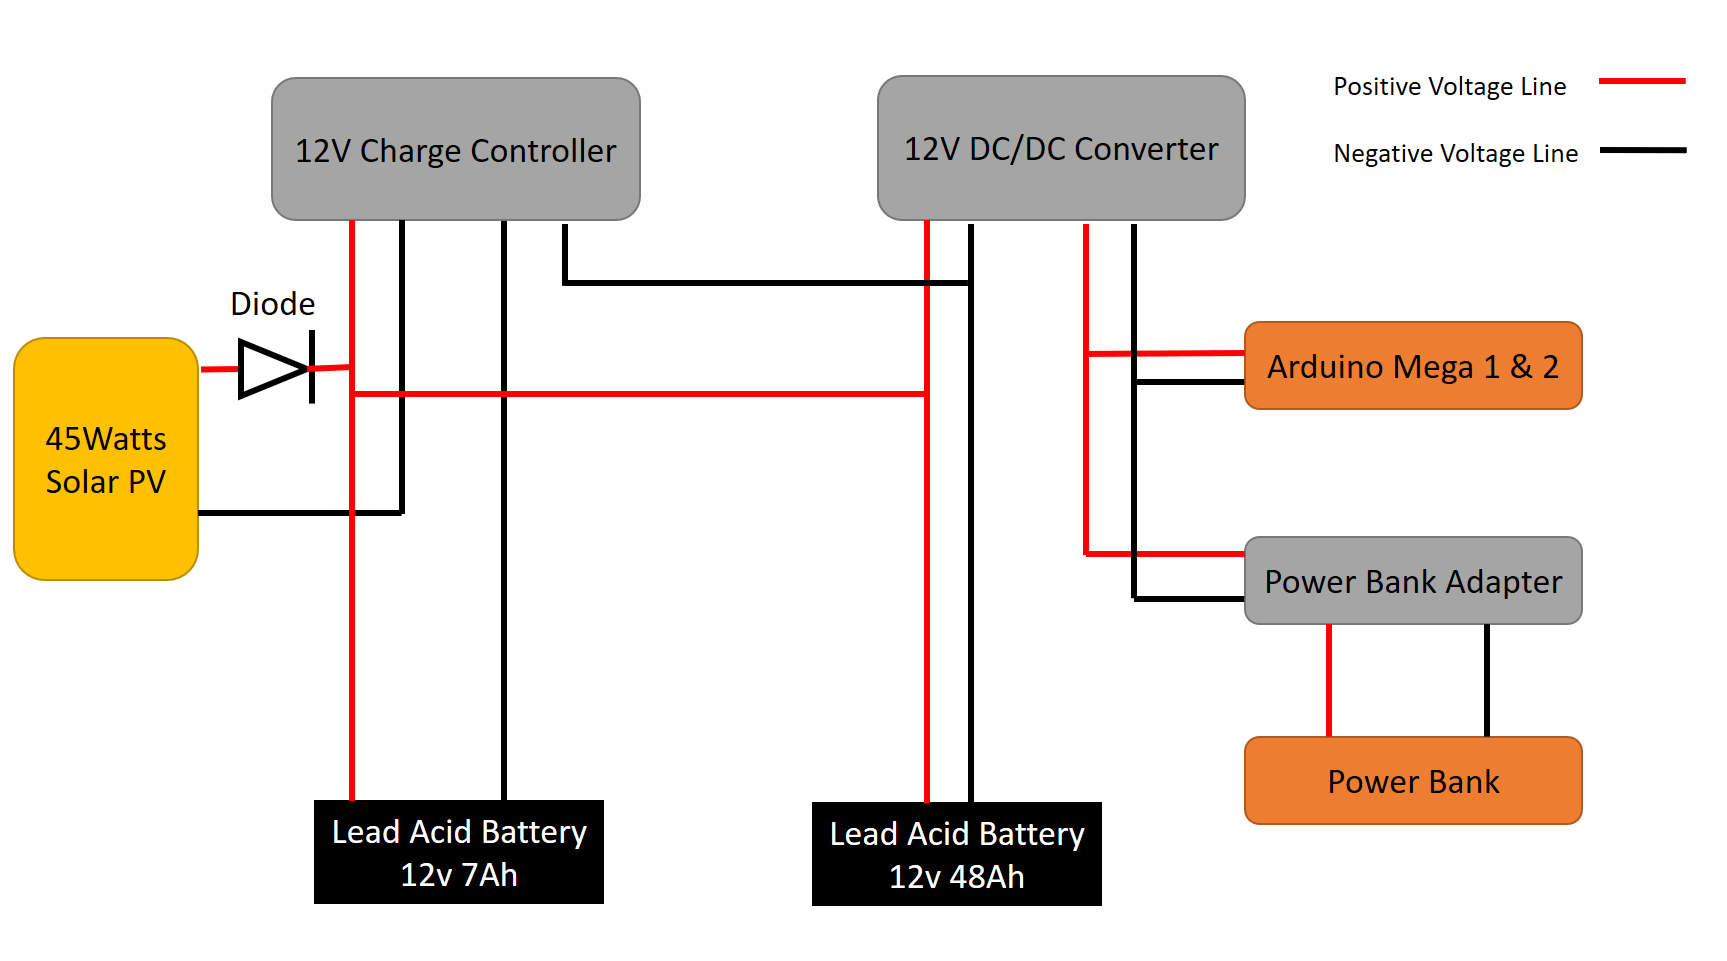 12V Charge Controller
12V DC/DC Converter
Positive Voltage Line
Negative Voltage Line
Diode
45Watts
Solar PV
Arduino Mega 1 & 2
Power Bank Adapter
Power Bank
Lead Acid Battery
12v 7Ah
Lead Acid Battery
12v 48Ah